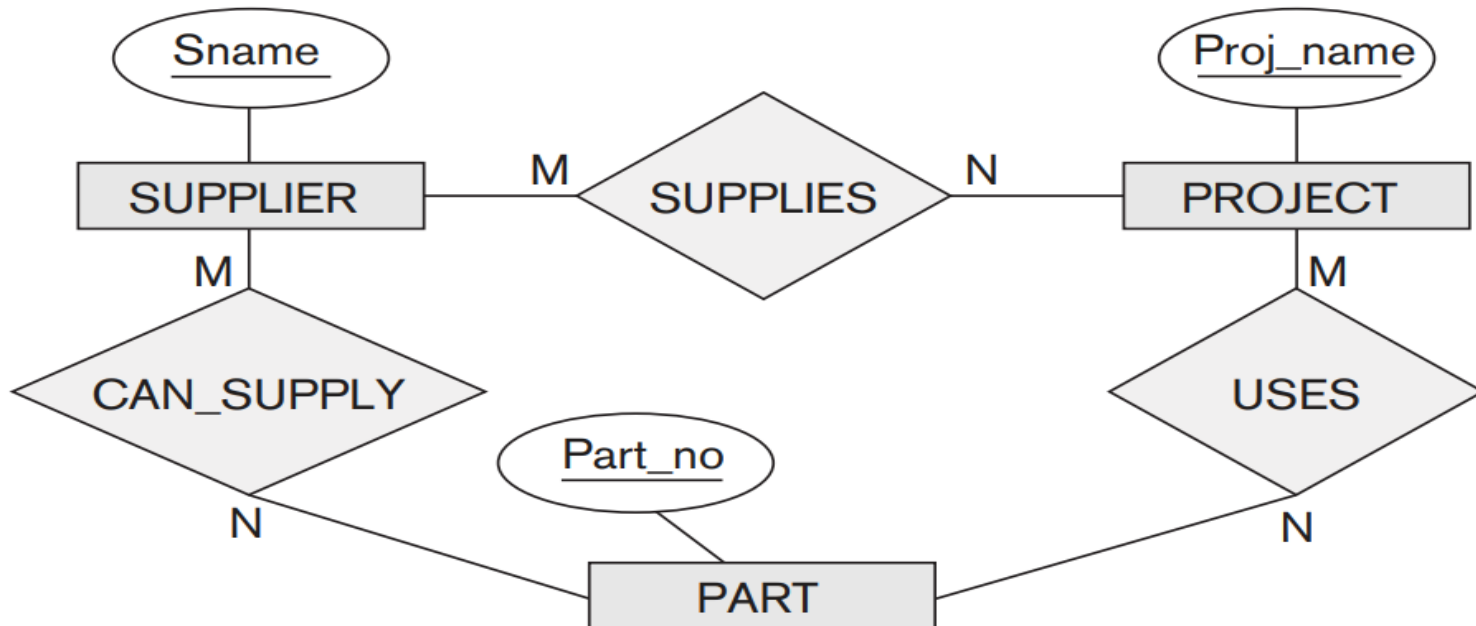 Sname
Proj_name
M
N
SUPPLIER
SUPPLIES
PROJECT
M
M
CAN_SUPPLY
USES
Part_no
N
N
PART